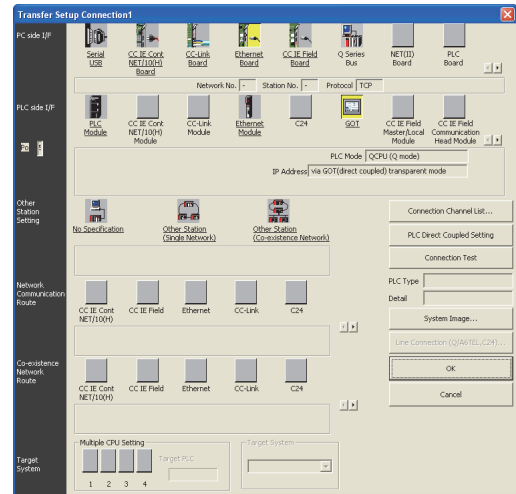 Transfer Setup Connection1
PC side I/F
Serial
USB
CC IE Cont
NET/10(H)
Board
CC-Link
Board
Ethernet
Board
CC IE Field
Board
Q Series
Bus
NET(II)
Board
PLC
Board
Network No. - Station No. - Protocol TCP
PLC side I/F
PLC
Module
CC IE Cont
NET/10(H)
Module
CC-Link
Module
Ethernet
Module
C24
GOT
CC IE Field
Master/Local
Module
CC IE Field
Communication
Head Module
PLC Mode QCPU (Q mode)
IP Address via GOT(direct coupled) transparent mode
Other
Station
Setting
No Specification
Other Station
(Single Network)
Other Station
(Co-existence Network)
Connection Channel List...
PLC Direct Coupled Setting
Connection Test
PLC Type
Detail
System Image...
Line Connection (Q/A6TEL,C24)...
OK
Cancel
Network
Communication
Route
CC IE Cont
NET/10(H)
CC IE Field
Ethernet
CC-Link
C24
Co-existence
Network
Route
CC IE Cont
NET/10(H)
CC IE Field
Ethernet
CC-Link
C24
Target
System
Multiple CPU Setting
1 2 3 4
Target PLC
Target System